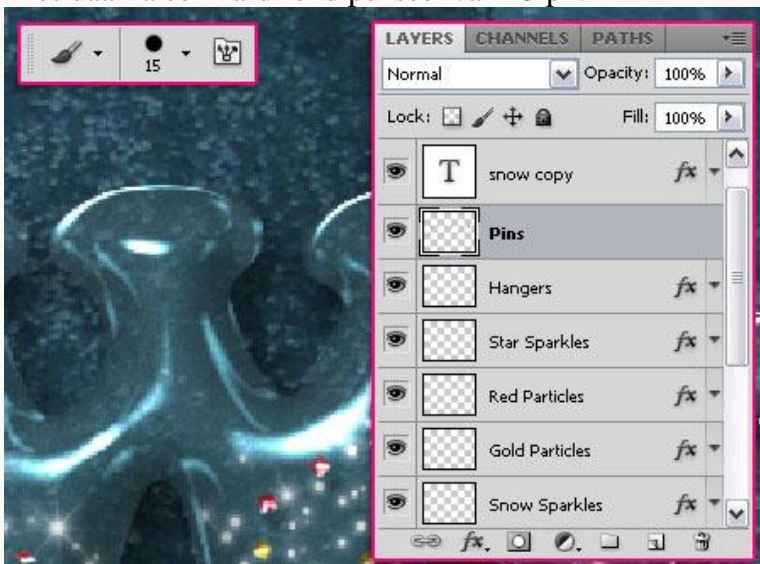 15
LAYERS CHANNELS PATHS
Normal Opacity: 100%
Lock: Fill: 100%
T snow copy fx
Pins
Hangers fx
Star Sparkles fx
Red Particles fx
Gold Particles fx
Snow Sparkles fx
fx.